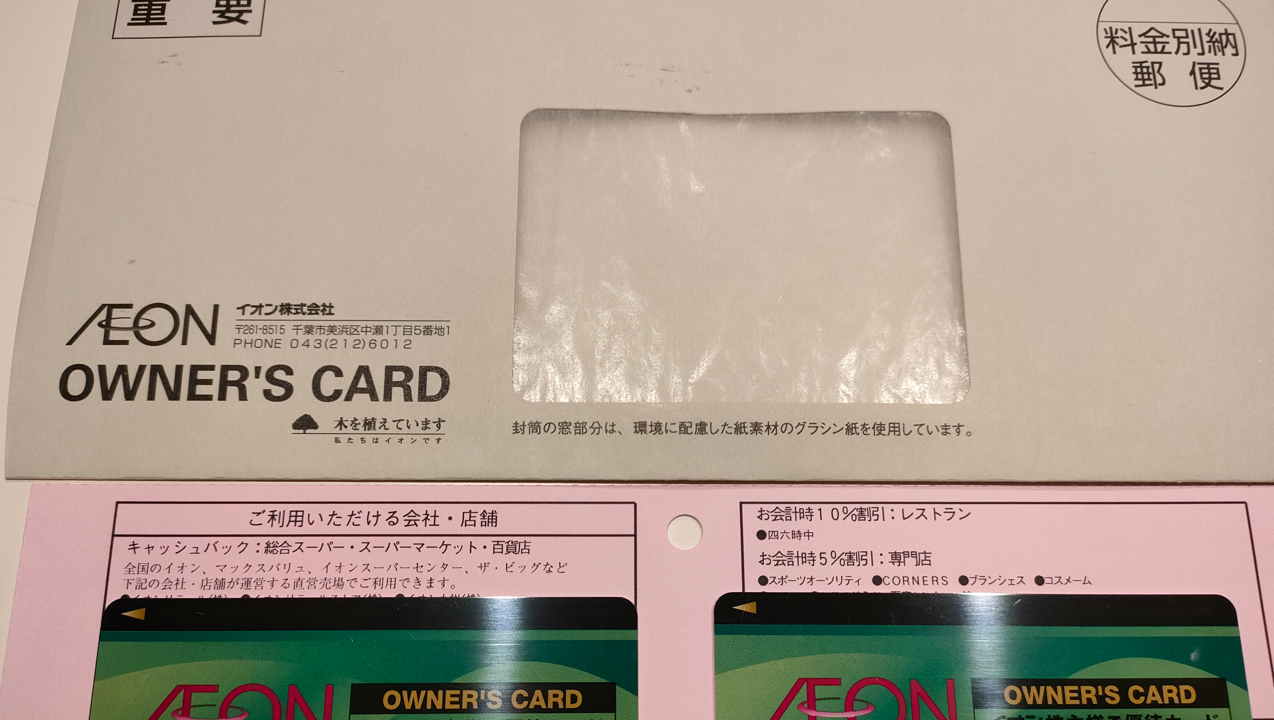 重要
料金別納
郵便
ÆON
イオン株式会社
〒261-8515 千葉市美浜区中瀬1丁目5番地1
PHONE 043(212)6012
OWNER'S CARD
木を植えています
私たちはイオンです
封筒の窓部分は、環境に配慮した紙素材のグラシン紙を使用しています。
ご利用いただける会社・店舗
キャッシュバック：総合スーパー・スーパーマーケット・百貨店
全国のイオン、マックスバリュ、イオンスーパーセンター、ザ・ビッグなど
下記の会社・店舗が運営する直営売場でご利用できます。
お会計時10％割引：レストラン
●四六時中
お会計時5％割引：専門店
●スポーツオーソリティ ●CORNERS ●ブランシェス ●コスメーム
ÆON
OWNER'S CARD
ÆON
OWNER'S CARD